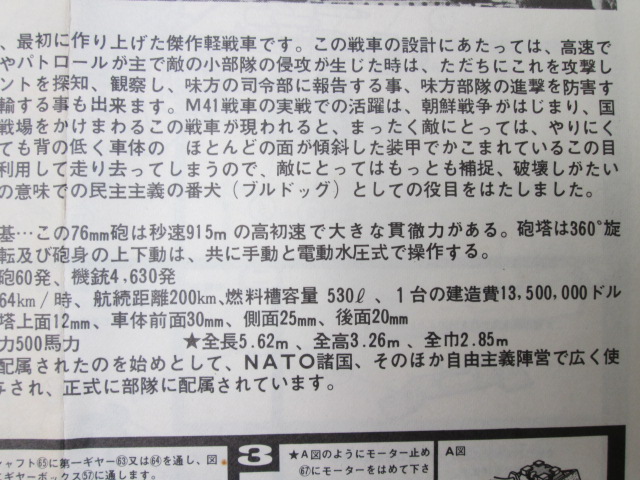 、最初に作り上げた傑作軽戦車です。この戦車の設計にあたっては、高速で
やパトロールが主で敵の小部隊の侵攻が生じた時は、ただちにこれを攻撃し
ントを探知、観察し、味方の司令部に報告する事、味方部隊の進撃を防害す
輸する事も出来ます。M41戦車の実戦での活躍は、朝鮮戦争がはじまり、国
戦場をかけまわるこの戦車が現われると、まったく敵にとっては、やりにく
ても背の低く車体の ほとんどの面が傾斜した装甲でかこまれているこの目
利用して走り去ってしまうので、敵にとってはもっとも補捉、破壊しがたい
の意味での民主主義の番犬（ブルドッグ）としての役目をはたしました。
基…この76mm砲は秒速915mの高初速で大きな貫徹力がある。砲塔は360°旋
転及び砲身の上下動は、共に手動と電動水圧式で操作する。
砲60発、機銃4,630発
64km/時、航続距離200km、燃料槽容量 530ℓ、1台の建造費13,500,000ドル
塔上面12mm、車体前面30mm、側面25mm、後面20mm
力500馬力 ★全長5.62m、全高3.26m、全巾2.85m
配属されたのを始めとして、NATO諸国、そのほか自由主義陣営で広く使
与され、正式に部隊に配属されています。
シャフト㊿に第一ギヤー又はを通し、図
ギヤーボックスに通します。
3
★A図のようにモーター止め
にモーターをはめて下さ
A図